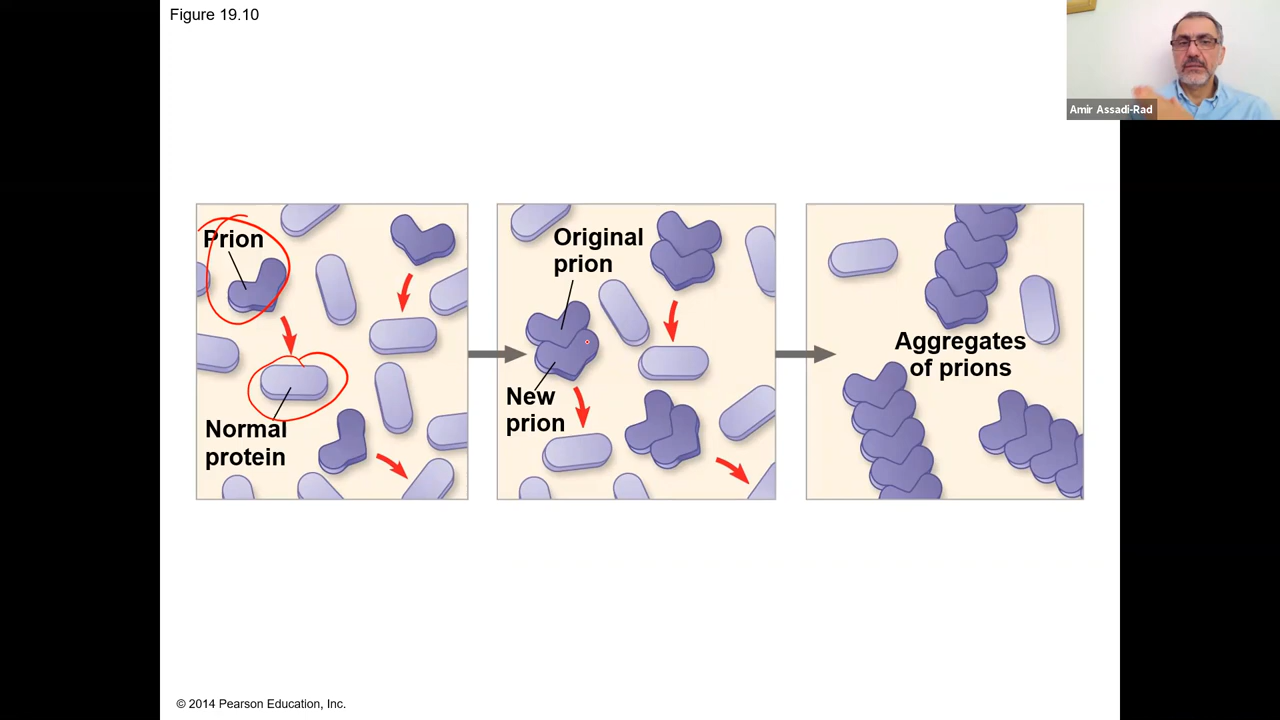 Figure 19.10
Amir Assadi-Rad
Prion
Normal
protein
Original
prion
New
prion
Aggregates
of prions
© 2014 Pearson Education, Inc.